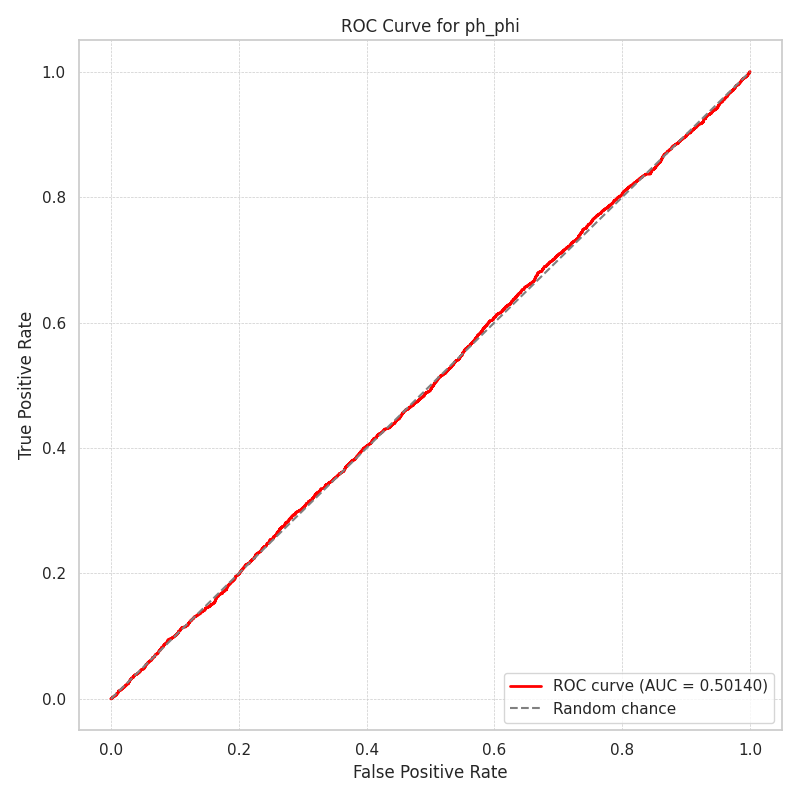 ROC Curve for ph_phi
1.0
0.8
0.6
0.4
0.2
0.0
True Positive Rate
0.0 0.2 0.4 0.6 0.8 1.0
False Positive Rate
ROC curve (AUC = 0.50140)
Random chance